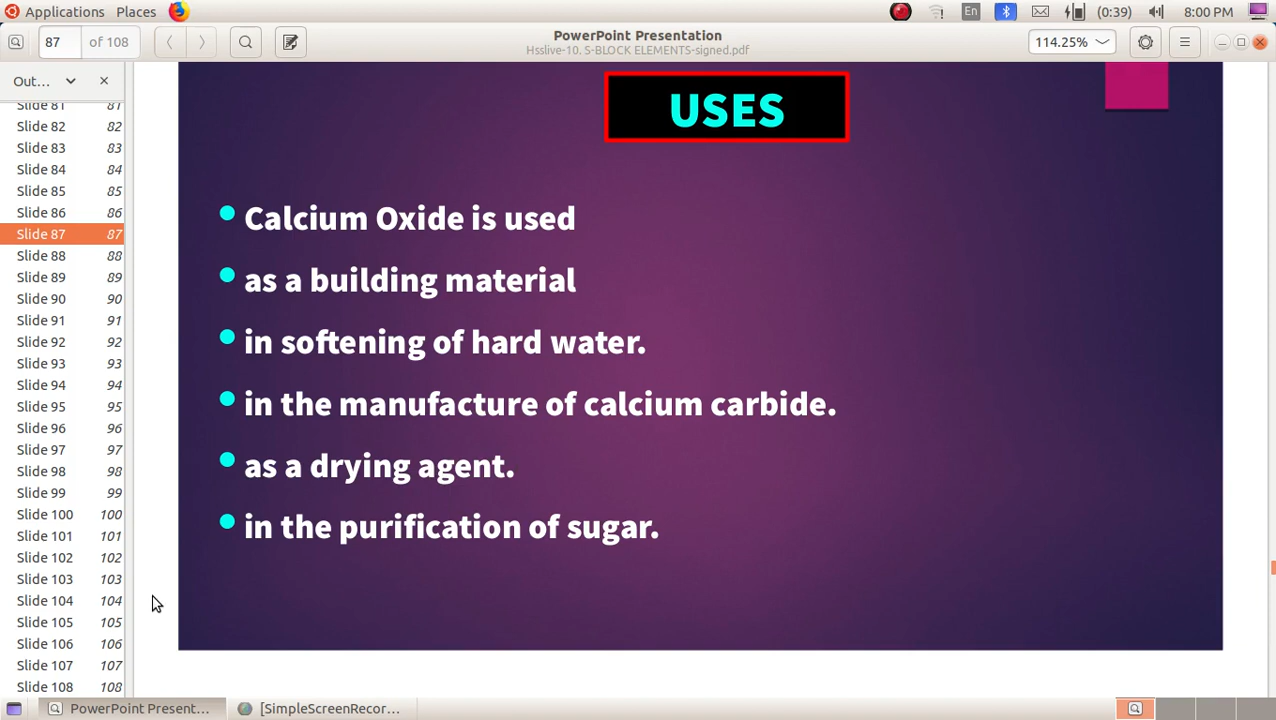 Applications Places En (0:39) 8:00 PM
87 of 108 PowerPoint Presentation 114.25%
Hsslive-10. S-BLOCK ELEMENTS-signed.pdf
Out...
Slide 81 81
Slide 82 82
Slide 83 83
Slide 84 84
Slide 85 85
Slide 86 86
Slide 87 87
Slide 88 88
Slide 89 89
Slide 90 90
Slide 91 91
Slide 92 92
Slide 93 93
Slide 94 94
Slide 95 95
Slide 96 96
Slide 97 97
Slide 98 98
Slide 99 99
Slide 100 100
Slide 101 101
Slide 102 102
Slide 103 103
Slide 104 104
Slide 105 105
Slide 106 106
Slide 107 107
Slide 108 108
USES
• Calcium Oxide is used
• as a building material
• in softening of hard water.
• in the manufacture of calcium carbide.
• as a drying agent.
• in the purification of sugar.
PowerPoint Present... [SimpleScreenRecor...